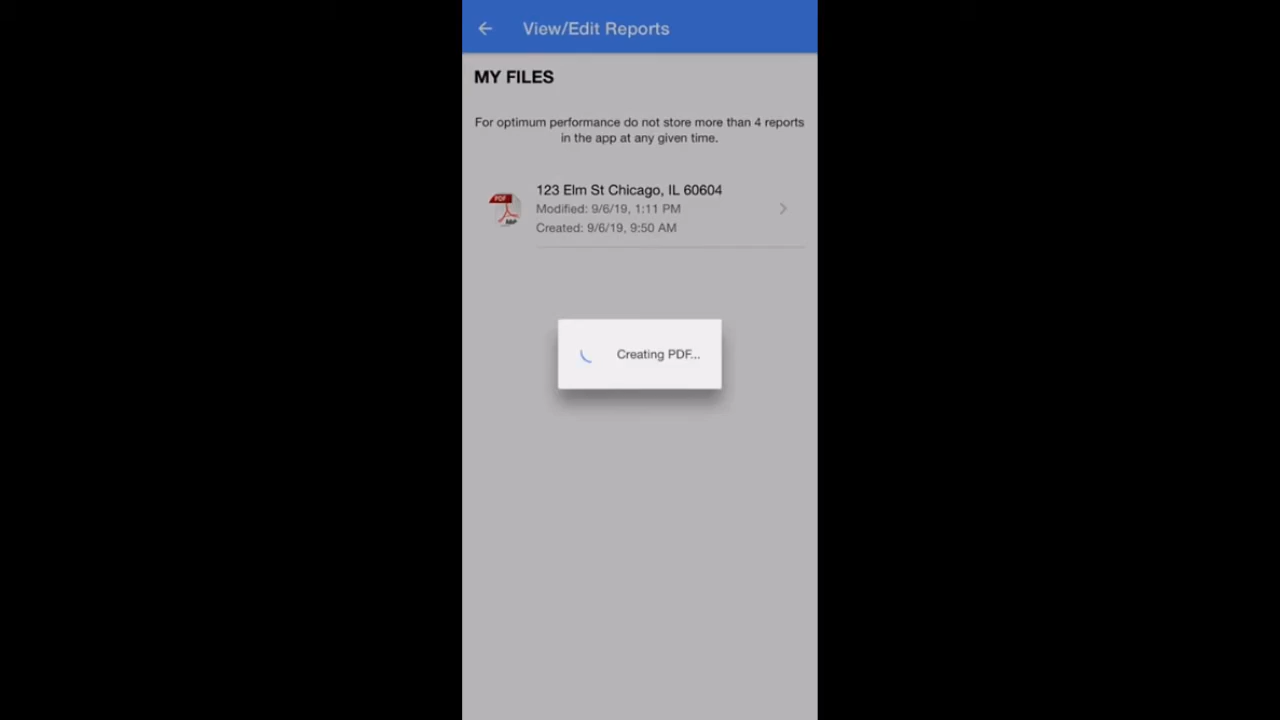 View/Edit Reports
MY FILES
For optimum performance do not store more than 4 reports
in the app at any given time.
PDF
123 Elm St Chicago, IL 60604
Modified: 9/6/19, 1:11 PM
Created: 9/6/19, 9:50 AM
Creating PDF...